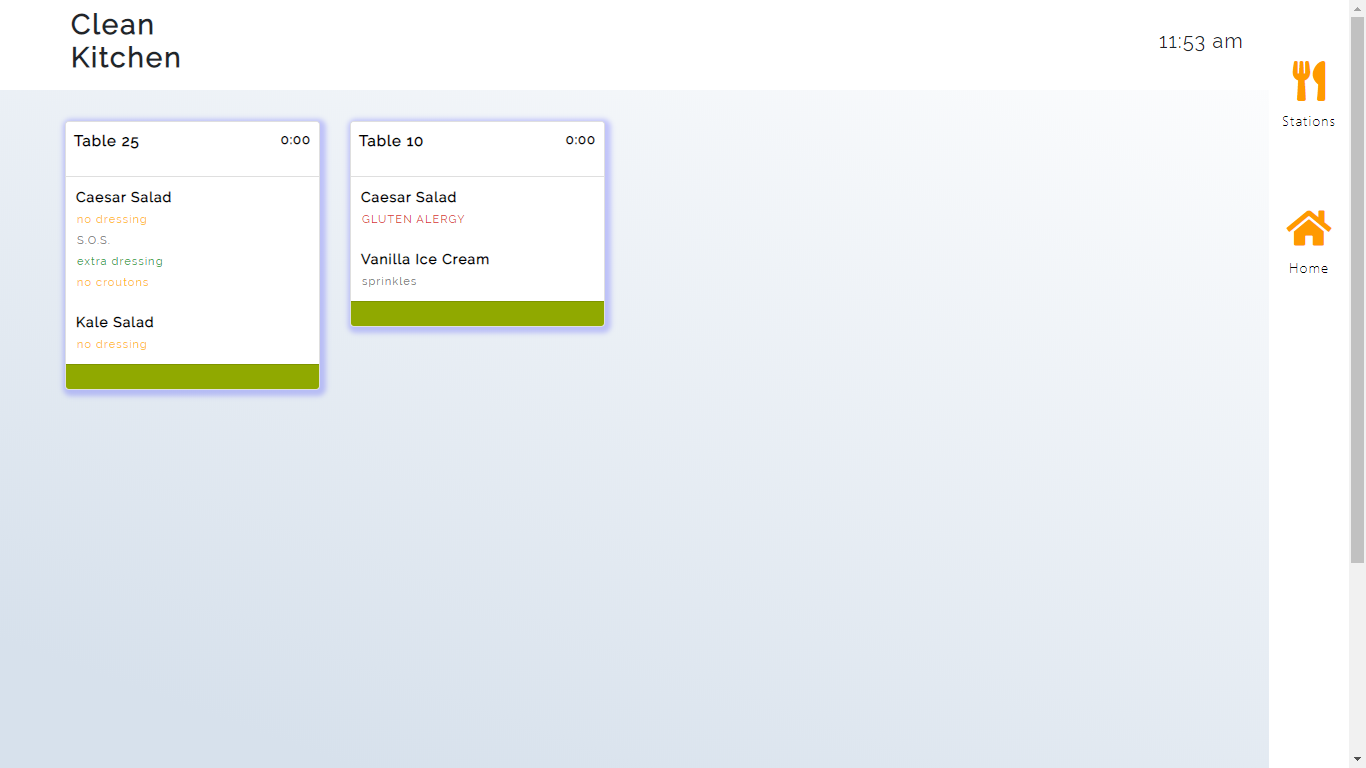 Clean
Kitchen
11:53 am
Stations
Home
Table 25 0:00
Caesar Salad
no dressing
S.O.S.
extra dressing
no croutons
Kale Salad
no dressing
Table 10 0:00
Caesar Salad
GLUTEN ALERGY
Vanilla Ice Cream
sprinkles